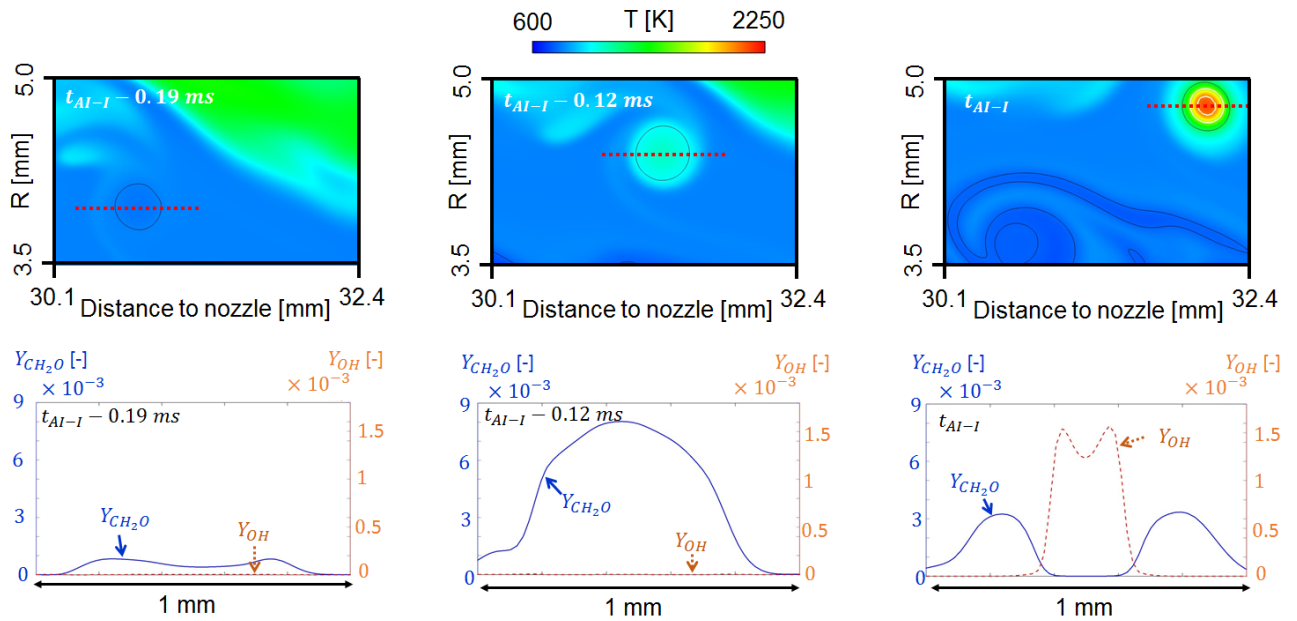 T [K]
600 2250
t_{AI-I} − 0.19 ms
5.0
R [mm]
3.5
30.1 32.4
Distance to nozzle [mm]
t_{AI-I} − 0.12 ms
5.0
R [mm]
3.5
30.1 32.4
Distance to nozzle [mm]
t_{AI-I}
5.0
R [mm]
3.5
30.1 32.4
Distance to nozzle [mm]
Y_{CH_2O} [-]
× 10^{−3}
Y_{OH} [-]
× 10^{−3}
t_{AI-I} − 0.19 ms
9
6
3
0
1.5
1
0.5
0
Y_{CH_2O}
Y_{OH}
1 mm
Y_{CH_2O} [-]
× 10^{−3}
Y_{OH} [-]
× 10^{−3}
t_{AI-I} − 0.12 ms
9
6
3
0
1.5
1
0.5
0
Y_{CH_2O}
Y_{OH}
1 mm
Y_{CH_2O} [-]
× 10^{−3}
Y_{OH} [-]
× 10^{−3}
t_{AI-I}
9
6
3
0
1.5
1
0.5
0
Y_{OH}
Y_{CH_2O}
1 mm